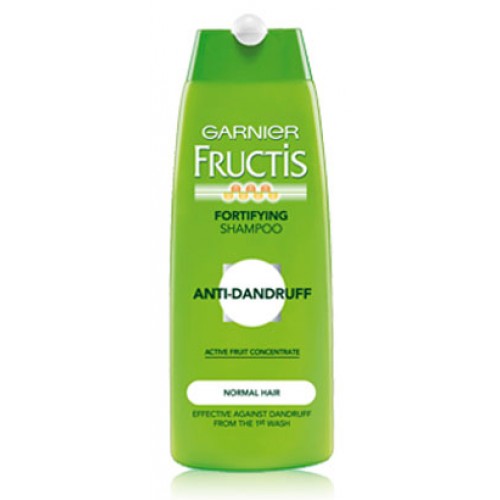 GARNIER
FRUCTIS
FORTIFYING
SHAMPOO
ANTI-DANDRUFF
ACTIVE FRUIT CONCENTRATE
NORMAL HAIR
EFFECTIVE AGAINST DANDRUFF
FROM THE 1ST WASH